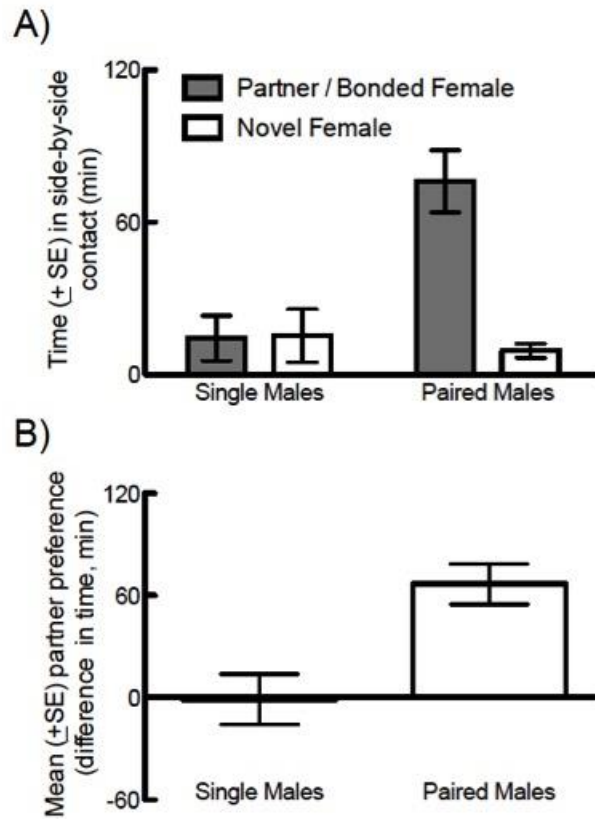 A)
Time (± SE) in side-by-side
contact (min)
120
60
0
Partner / Bonded Female
Novel Female
Single Males
Paired Males
B)
Mean (±SE) partner preference
(difference in time, min)
120
60
0
-60
Single Males
Paired Males